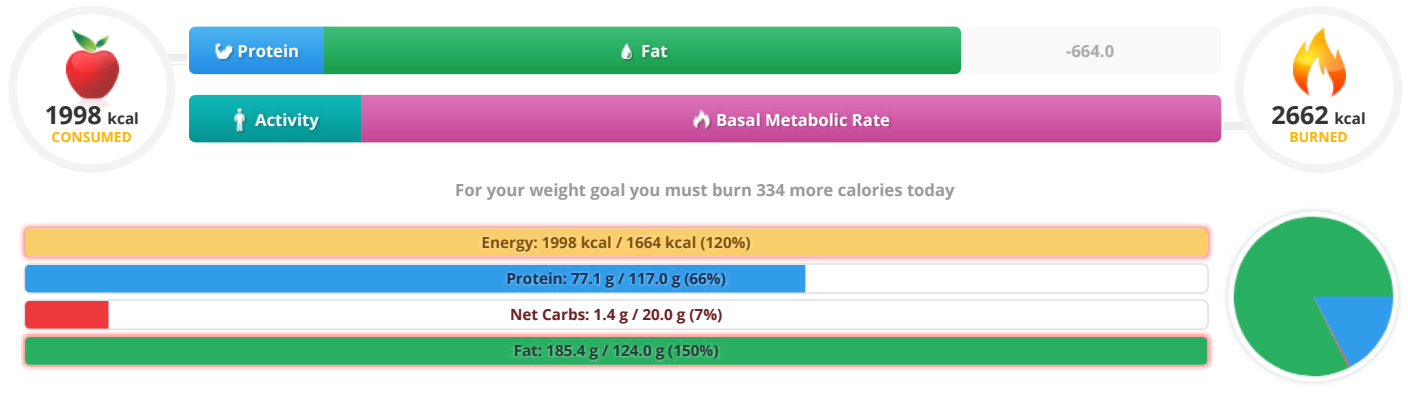 Protein
Fat
-664.0
1998 kcal
CONSUMED
Activity
Basal Metabolic Rate
2662 kcal
BURNED
For your weight goal you must burn 334 more calories today
Energy: 1998 kcal / 1664 kcal (120%)
Protein: 77.1 g / 117.0 g (66%)
Net Carbs: 1.4 g / 20.0 g (7%)
Fat: 185.4 g / 124.0 g (150%)